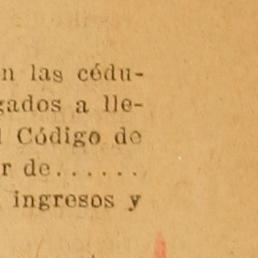 n las cédu-
gados a lle-
l Código de
r de......
ingresos y